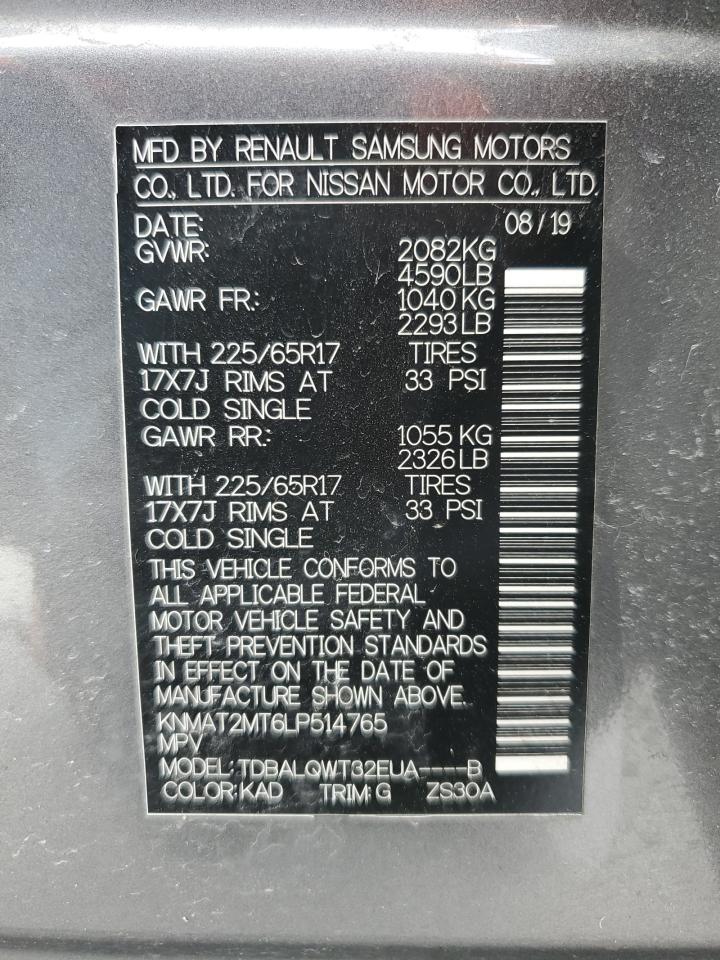 MFD BY RENAULT SAMSUNG MOTORS
CO., LTD. FOR NISSAN MOTOR CO., LTD.
DATE: 08/19
GVWR: 2082KG
4590LB
GAWR FR.: 1040KG
2293LB
WITH 225/65R17 TIRES
17X7J RIMS AT 33 PSI
COLD SINGLE
GAWR RR.: 1055KG
2326LB
WITH 225/65R17 TIRES
17X7J RIMS AT 33 PSI
COLD SINGLE
THIS VEHICLE CONFORMS TO
ALL APPLICABLE FEDERAL
MOTOR VEHICLE SAFETY AND
THEFT PREVENTION STANDARDS
IN EFFECT ON THE DATE OF
MANUFACTURE SHOWN ABOVE.
KNMAT2MT6LP514765
MPV
MODEL: TDBALQWT32EUA----B
COLOR: KAD TRIM: G ZS30A